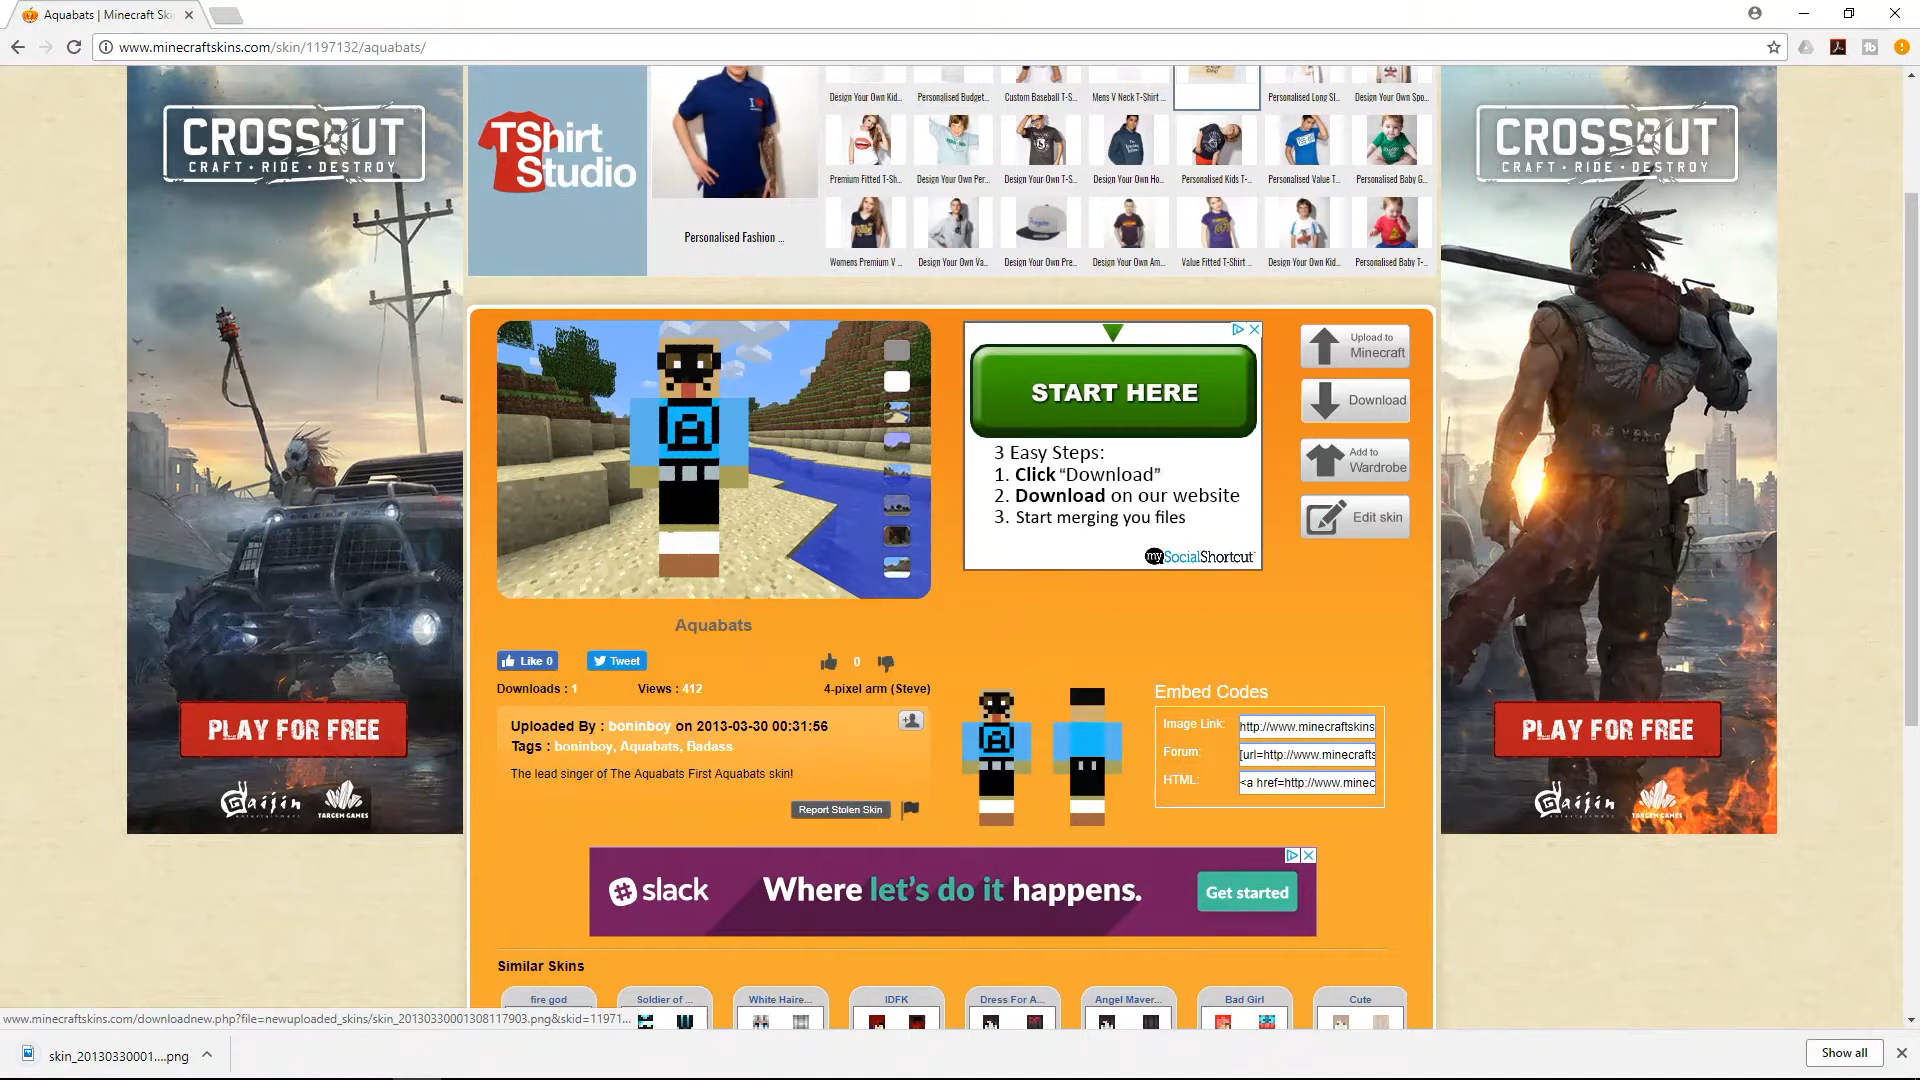 Aquabats | Minecraft Ski
www.minecraftskins.com/skin/1197132/aquabats/
CROSSOUT
CRAFT • RIDE • DESTROY
PLAY FOR FREE
Gaijin
entertainment
TARGEM GAMES
TShirt
Studio
Personalised Fashion ...
Design Your Own Kid...
Personalised Budget...
Custom Baseball T-S...
Mens V Neck T-Shirt ...
Personalised Long Sl...
Design Your Own Spo...
Premium Fitted T-Sh...
Design Your Own Per...
Design Your Own T-S...
Design Your Own Ho...
Personalised Kids T-...
Personalised Value T...
Personalised Baby G...
Womens Premium V ...
Design Your Own Va...
Design Your Own Pre...
Design Your Own Am...
Value Fitted T-Shirt ...
Design Your Own Kid...
Personalised Baby T-...
CROSSOUT
CRAFT • RIDE • DESTROY
PLAY FOR FREE
Gaijin
entertainment
TARGEM GAMES
START HERE
3 Easy Steps:
1. Click “Download”
2. Download on our website
3. Start merging you files
mySocialShortcut
Upload to
Minecraft
Download
Add to
Wardrobe
Edit skin
Aquabats
Like 0
Tweet
0
Downloads : 1
Views : 412
4-pixel arm (Steve)
Uploaded By : boninboy on 2013-03-30 00:31:56
Tags : boninboy, Aquabats, Badass
The lead singer of The Aquabats First Aquabats skin!
Report Stolen Skin
Embed Codes
Image Link: http://www.minecraftskins
Forum: [url=http://www.minecrafts
HTML: <a href=http://www.minec
slack
Where let's do it happens.
Get started
Similar Skins
fire god
Soldier of ...
White Haire...
IDFK
Dress For A...
Angel Maver...
Bad Girl
Cute
www.minecraftskins.com/downloadnew.php?file=newuploaded_skins/skin_20130330001308117903.png&skid=11971...
skin_20130330001....png
Show all